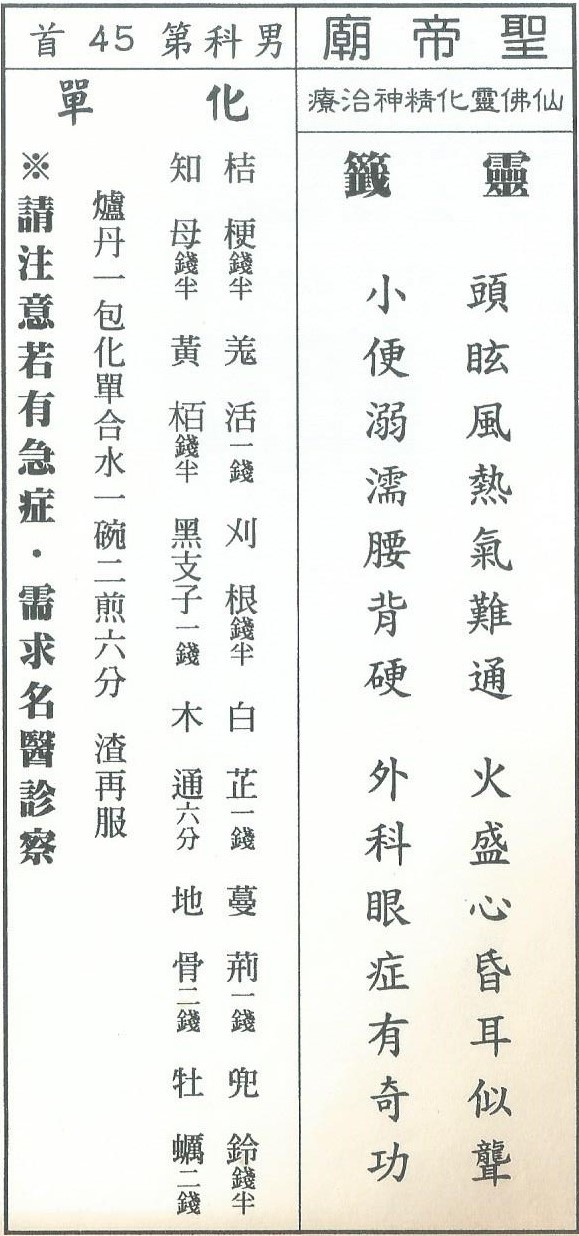 聖帝廟
仙佛靈化精神治療
靈籤
頭眩風熱氣難通 火盛心昏耳似聾
小便溺濡腰背硬 外科眼症有奇功
男科第45首
化單
桔梗錢半 羗活一錢 刈根錢半 白芷一錢 蔓荊一錢 兜鈴錢半
知母錢半 黃栢錢半 黑支子一錢 木通六分 地骨二錢 牡蠣二錢
爐丹一包化單合水一碗二煎六分 渣再服
※請注意若有急症·需求名醫診察